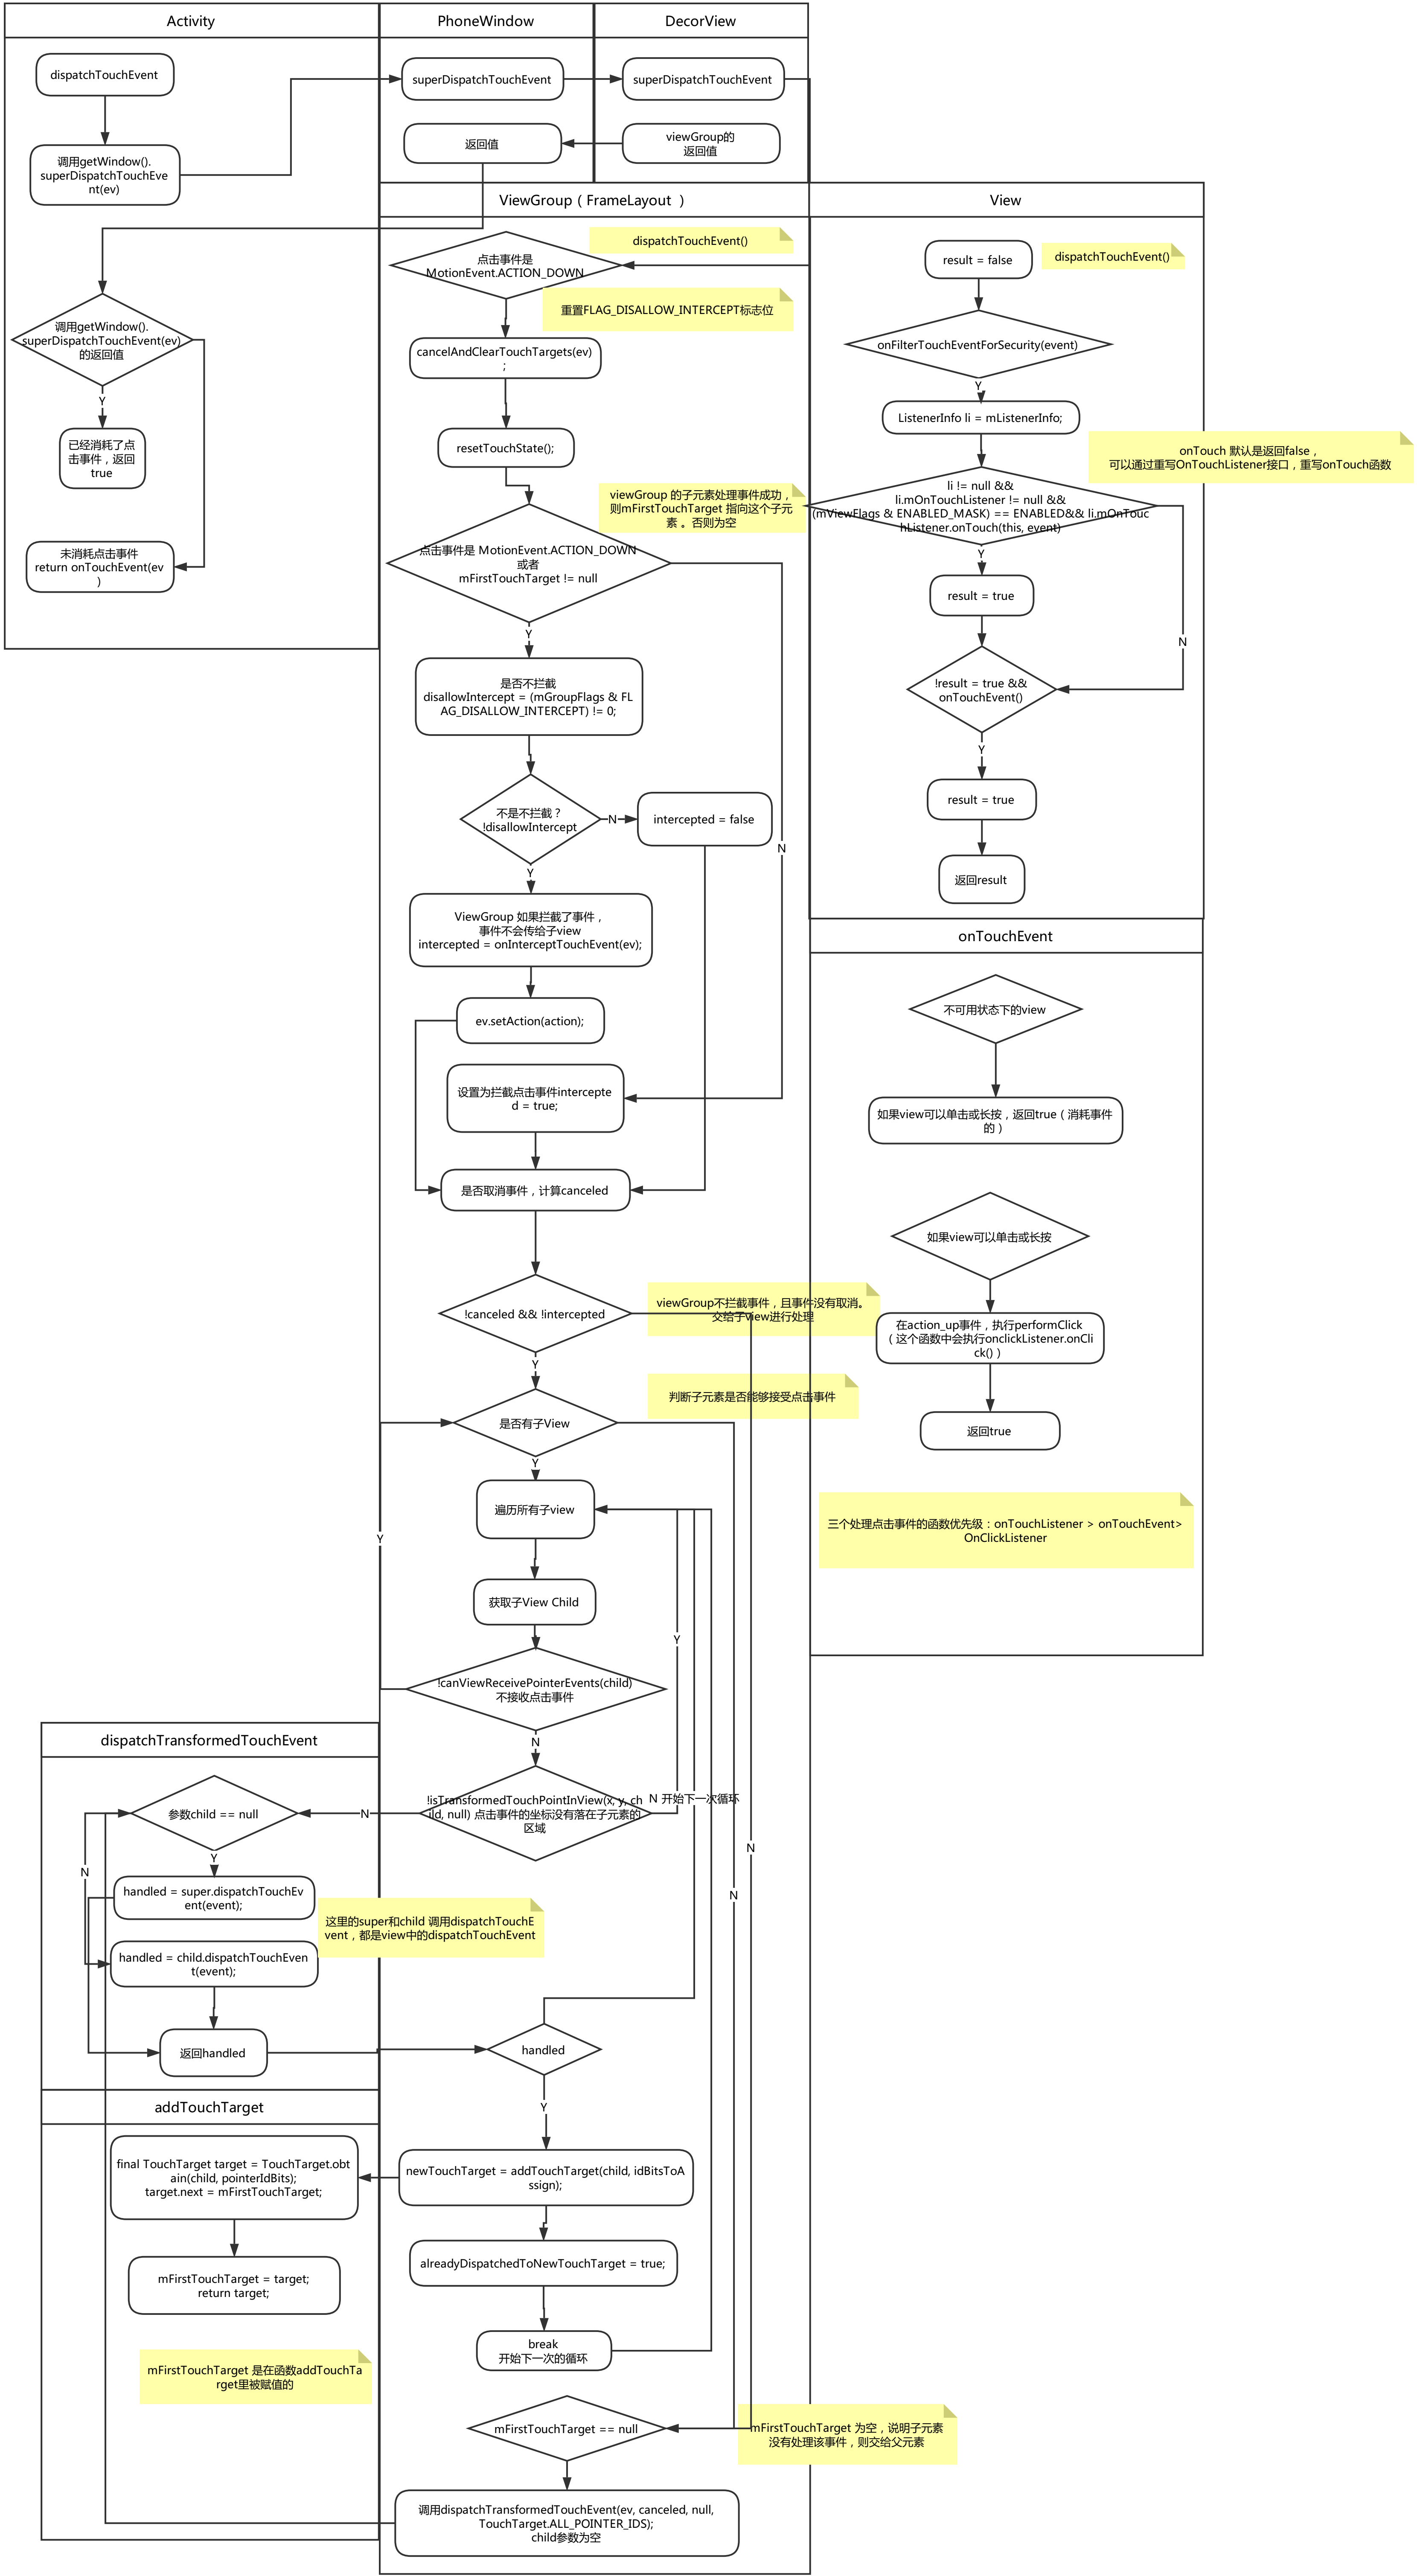 Activity
PhoneWindow
DecorView
dispatchTouchEvent
superDispatchTouchEvent
superDispatchTouchEvent
调用getWindow().
superDispatchTouchEve
nt(ev)
返回值
viewGroup的
返回值
调用getWindow().
superDispatchTouchEvent(ev)
的返回值
Y
已经消耗了点
击事件，返回
true
未消耗点击事件
return onTouchEvent(ev
)
ViewGroup（FrameLayout ）
View
dispatchTouchEvent()
点击事件是
MotionEvent.ACTION_DOWN
重置FLAG_DISALLOW_INTERCEPT标志位
cancelAndClearTouchTargets(ev)
;
resetTouchState();
viewGroup 的子元素处理事件成功，
则mFirstTouchTarget 指向这个子元
素 。否则为空
点击事件是 MotionEvent.ACTION_DOWN
或者
mFirstTouchTarget != null
Y
N
是否不拦截
disallowIntercept = (mGroupFlags & FL
AG_DISALLOW_INTERCEPT) != 0;
不是不拦截？
!disallowIntercept
N
intercepted = false
Y
ViewGroup 如果拦截了事件，
事件不会传给子view
intercepted = onInterceptTouchEvent(ev);
ev.setAction(action);
设置为拦截点击事件intercepte
d = true;
是否取消事件，计算canceled
!canceled && !intercepted
viewGroup不拦截事件，且事件没有取消。
交给子view进行处理
Y
N
是否有子View
判断子元素是否能够接受点击事件
Y
N
遍历所有子view
获取子View Child
!canViewReceivePointerEvents(child)
不接收点击事件
Y
N
!isTransformedTouchPointInView(x, y, ch
ild, null) 点击事件的坐标没有落在子元素的
区域
Y
N
N 开始下一次循环
handled
Y
newTouchTarget = addTouchTarget(child, idBitsToA
ssign);
alreadyDispatchedToNewTouchTarget = true;
break
开始下一次的循环
mFirstTouchTarget == null
mFirstTouchTarget 为空，说明子元素
没有处理该事件，则交给父元素
调用dispatchTransformedTouchEvent(ev, canceled, null,
TouchTarget.ALL_POINTER_IDS);
child参数为空
result = false
dispatchTouchEvent()
onFilterTouchEventForSecurity(event)
Y
ListenerInfo li = mListenerInfo;
onTouch 默认是返回false，
可以通过重写OnTouchListener接口，重写onTouch函数
li != null &&
li.mOnTouchListener != null &&
(mViewFlags & ENABLED_MASK) == ENABLED&& li.mOnTouc
hListener.onTouch(this, event)
Y
N
result = true
!result = true &&
onTouchEvent()
Y
result = true
返回result
onTouchEvent
不可用状态下的view
如果view可以单击或长按，返回true（消耗事件
的）
如果view可以单击或长按
在action_up事件，执行performClick
（这个函数中会执行onclickListener.onCli
ck()）
返回true
三个处理点击事件的函数优先级：onTouchListener > onTouchEvent>
OnClickListener
dispatchTransformedTouchEvent
参数child == null
Y
N
handled = super.dispatchTouchEv
ent(event);
这里的super和child 调用dispatchTouchE
vent，都是view中的dispatchTouchEvent
handled = child.dispatchTouchEven
t(event);
返回handled
addTouchTarget
final TouchTarget target = TouchTarget.obt
ain(child, pointerIdBits);
target.next = mFirstTouchTarget;
mFirstTouchTarget = target;
return target;
mFirstTouchTarget 是在函数addTouchTa
rget里被赋值的